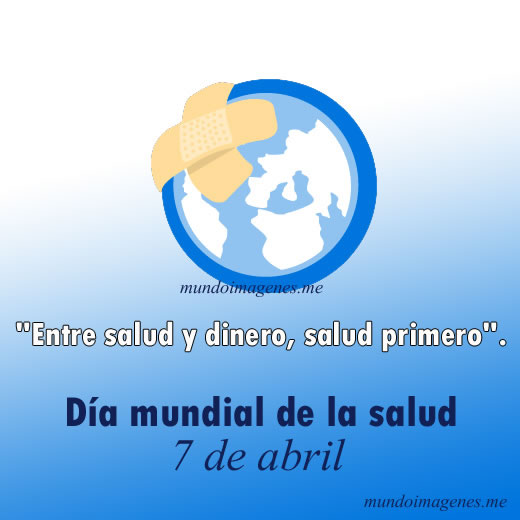 mundoimagenes.me
"Entre salud y dinero, salud primero".
Día mundial de la salud
7 de abril
mundoimagenes.me